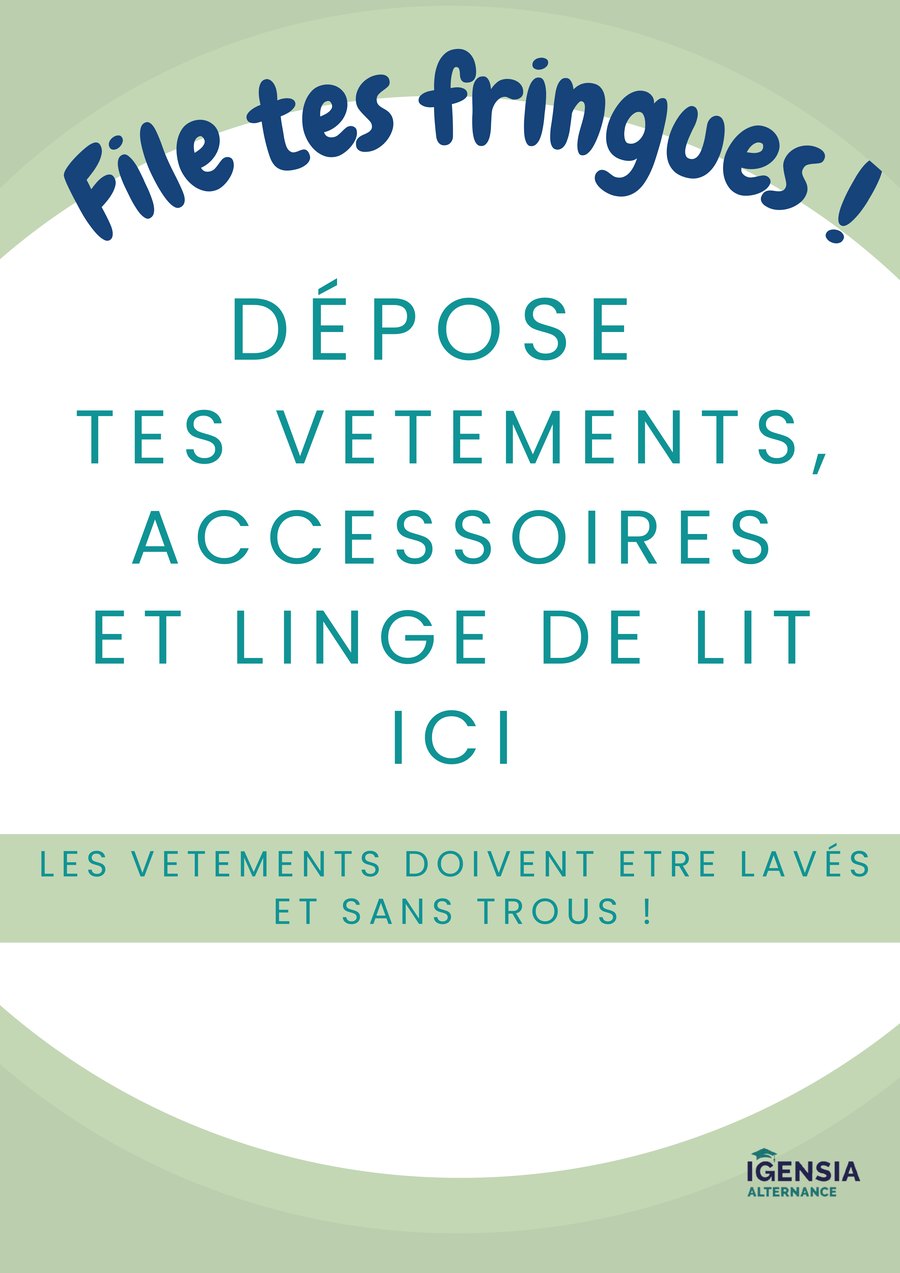 File tes fringues !
DÉPOSE
TES VETEMENTS,
ACCESSOIRES
ET LINGE DE LIT
ICI
LES VETEMENTS DOIVENT ETRE LAVÉS
ET SANS TROUS !
IGENSIA
ALTERNANCE